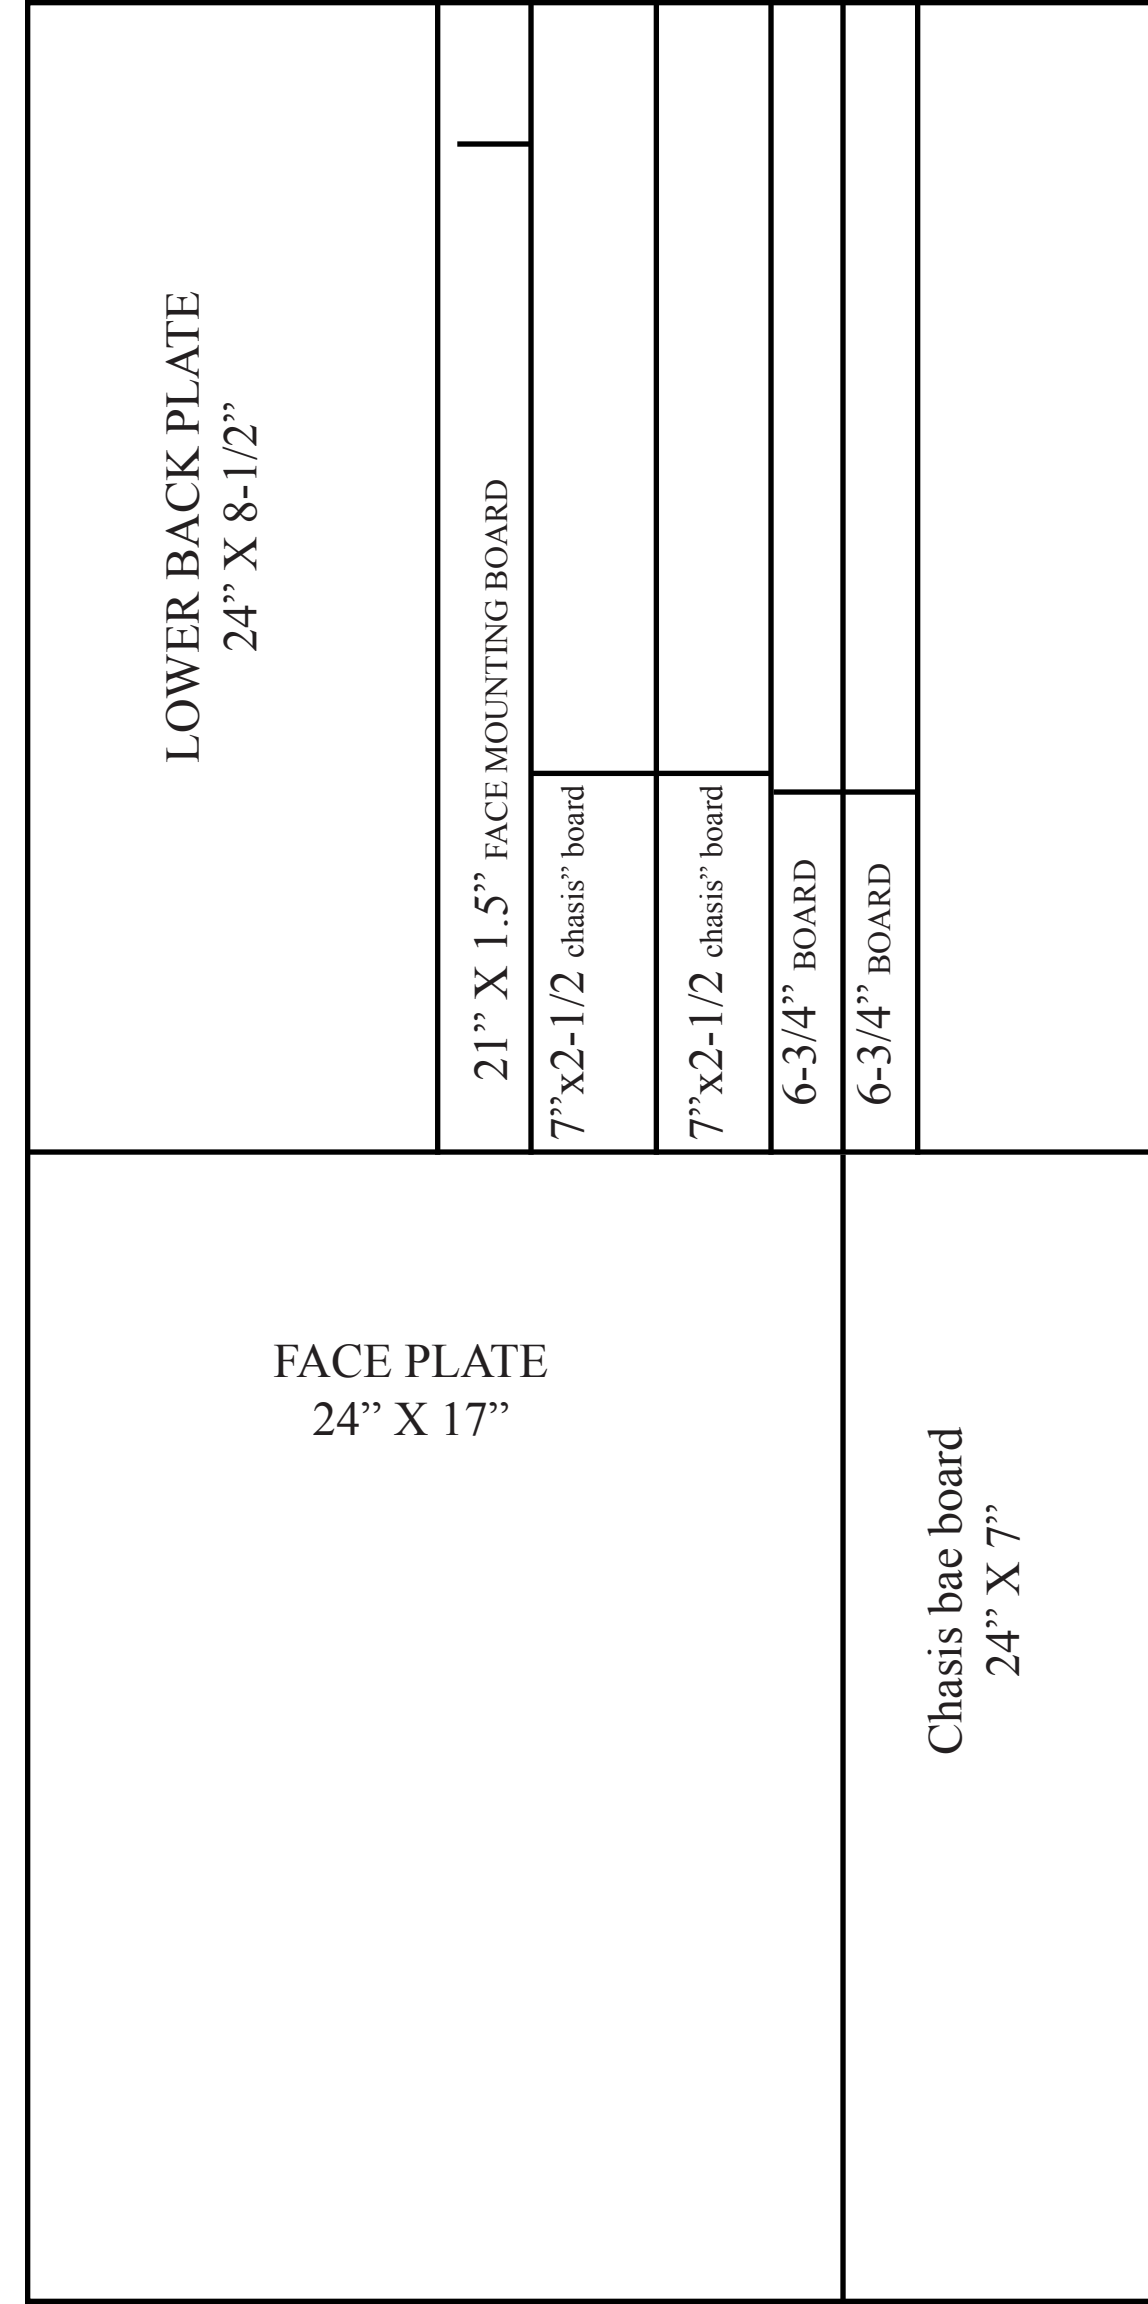 LOWER BACK PLATE
24” X 8-1/2”
21” X 1.5” FACE MOUNTING BOARD
7”x2-1/2 chasis” board
7”x2-1/2 chasis” board
6-3/4” BOARD
6-3/4” BOARD
FACE PLATE
24” X 17”
Chasis bae board
24” X 7”